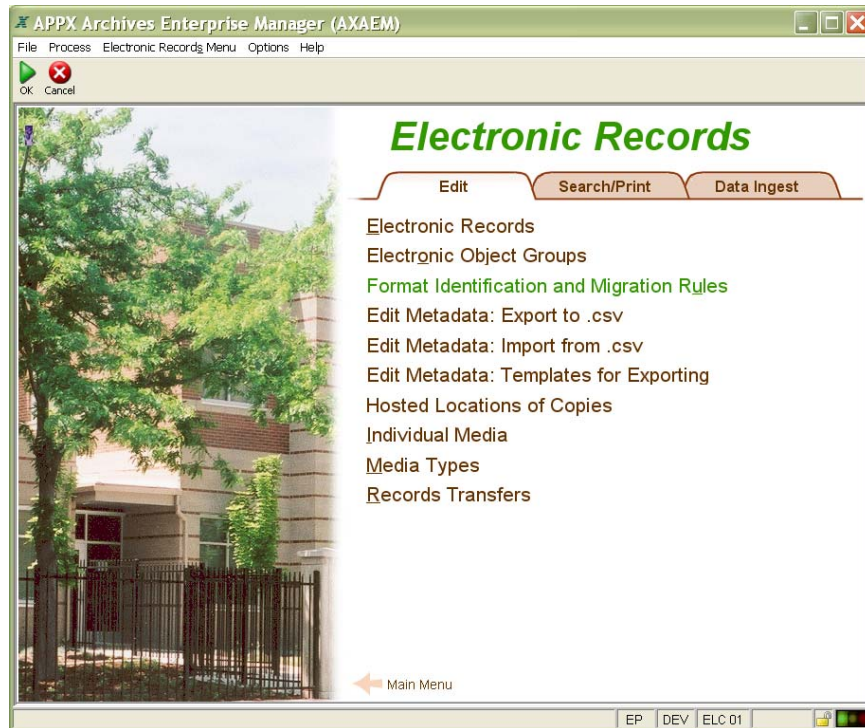 APPX Archives Enterprise Manager (AXAEM)
File Process Electronic Records Menu Options Help
OK Cancel
Electronic Records
Edit Search/Print Data Ingest
Electronic Records
Electronic Object Groups
Format Identification and Migration Rules
Edit Metadata: Export to .csv
Edit Metadata: Import from .csv
Edit Metadata: Templates for Exporting
Hosted Locations of Copies
Individual Media
Media Types
Records Transfers
Main Menu
EP DEV ELC 01